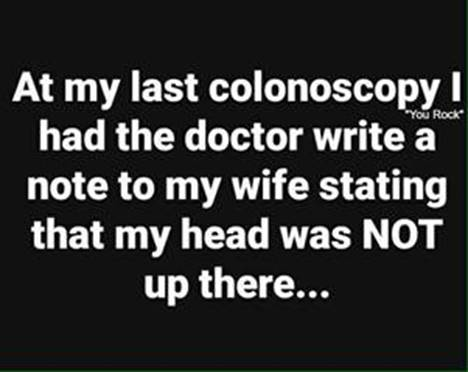 At my last colonoscopy I
"You Rock"
had the doctor write a
note to my wife stating
that my head was NOT
up there...